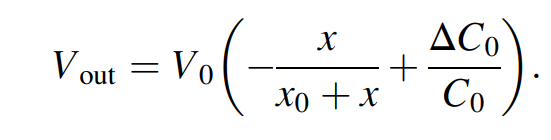 V_out = V_0 ( - x / (x_0 + x) + ΔC_0 / C_0 ).